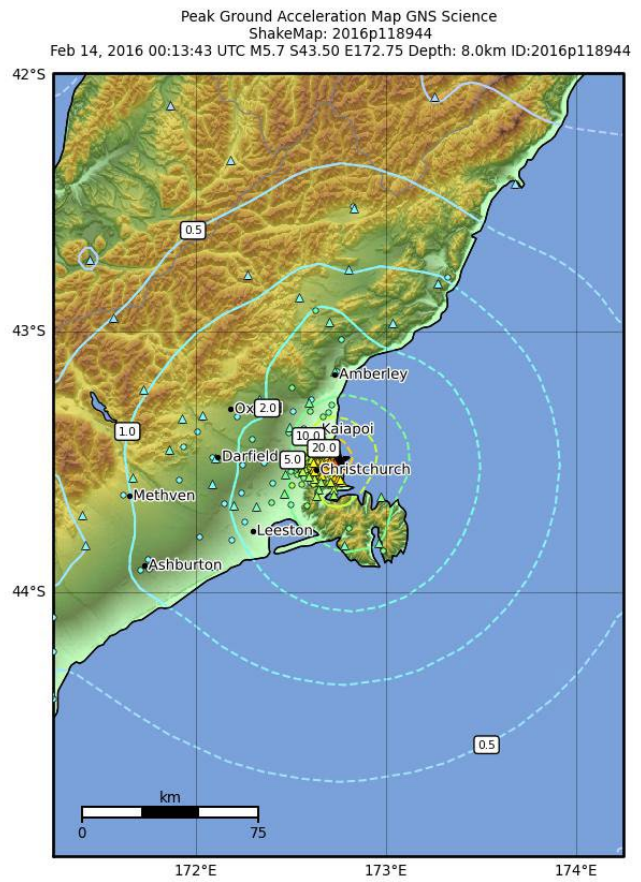 Peak Ground Acceleration Map GNS Science
ShakeMap: 2016p118944
Feb 14, 2016 00:13:43 UTC M5.7 S43.50 E172.75 Depth: 8.0km ID:2016p118944
42°S
0.5
43°S
Amberley
2.0
1.0
Kaiapoi
10.0
20.0
Darfield
5.0
Christchurch
Methven
Leeston
Ashburton
44°S
0.5
km
0 75
172°E 173°E 174°E